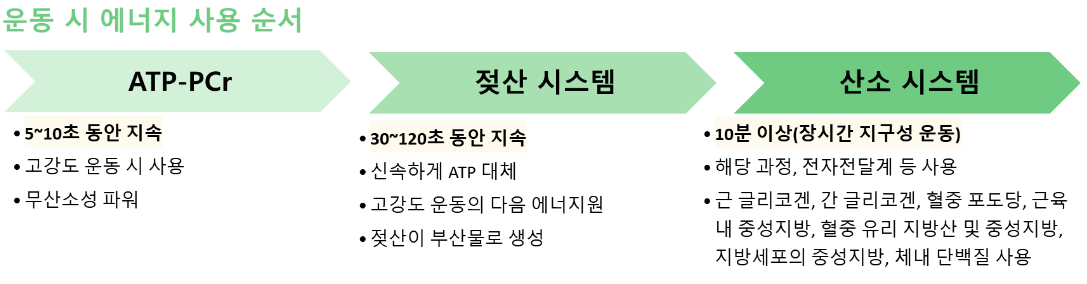 운동 시 에너지 사용 순서
ATP-PCr
• 5~10초 동안 지속
• 고강도 운동 시 사용
• 무산소성 파워
젖산 시스템
• 30~120초 동안 지속
• 신속하게 ATP 대체
• 고강도 운동의 다음 에너지원
• 젖산이 부산물로 생성
산소 시스템
• 10분 이상(장시간 지구성 운동)
• 해당 과정, 전자전달계 등 사용
• 근 글리코겐, 간 글리코겐, 혈중 포도당, 근육
내 중성지방, 혈중 유리 지방산 및 중성지방,
지방세포의 중성지방, 체내 단백질 사용